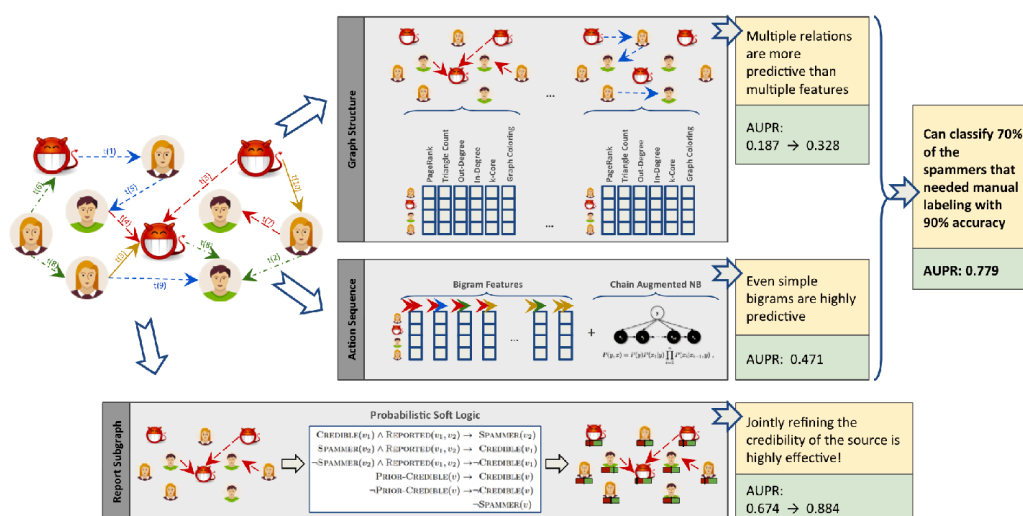 t(1)
t(6)
t(5)
t(3)
t(10)
t(4)
t(7)
t(8)
t(3)
t(8)
t(2)
t(9)
Graph Structure
...
PageRank
Triangle Count
Out-Degree
In-Degree
k-Core
Graph Coloring
PageRank
Triangle Count
Out-Degree
In-Degree
k-Core
Graph Coloring
...
Multiple relations
are more
predictive than
multiple features
AUPR:
0.187 → 0.328
Action Sequence
Bigram Features
Chain Augmented NB
...
+
Even simple
bigrams are highly
predictive
AUPR: 0.471
Can classify 70%
of the
spammers that
needed manual
labeling with
90% accuracy
AUPR: 0.779
Report Subgraph
Probabilistic Soft Logic
CREDIBLE(v₁) ∧ REPORTED(v₁, v₂) → SPAMMER(v₂)
SPAMMER(v₂) ∧ REPORTED(v₁, v₂) → CREDIBLE(v₁)
¬SPAMMER(v₂) ∧ REPORTED(v₁, v₂) → ¬CREDIBLE(v₁)
PRIOR-CREDIBLE(v) → CREDIBLE(v)
¬PRIOR-CREDIBLE(v) → ¬CREDIBLE(v)
¬SPAMMER(v)
Jointly refining the
credibility of the source is
highly effective!
AUPR:
0.674 → 0.884